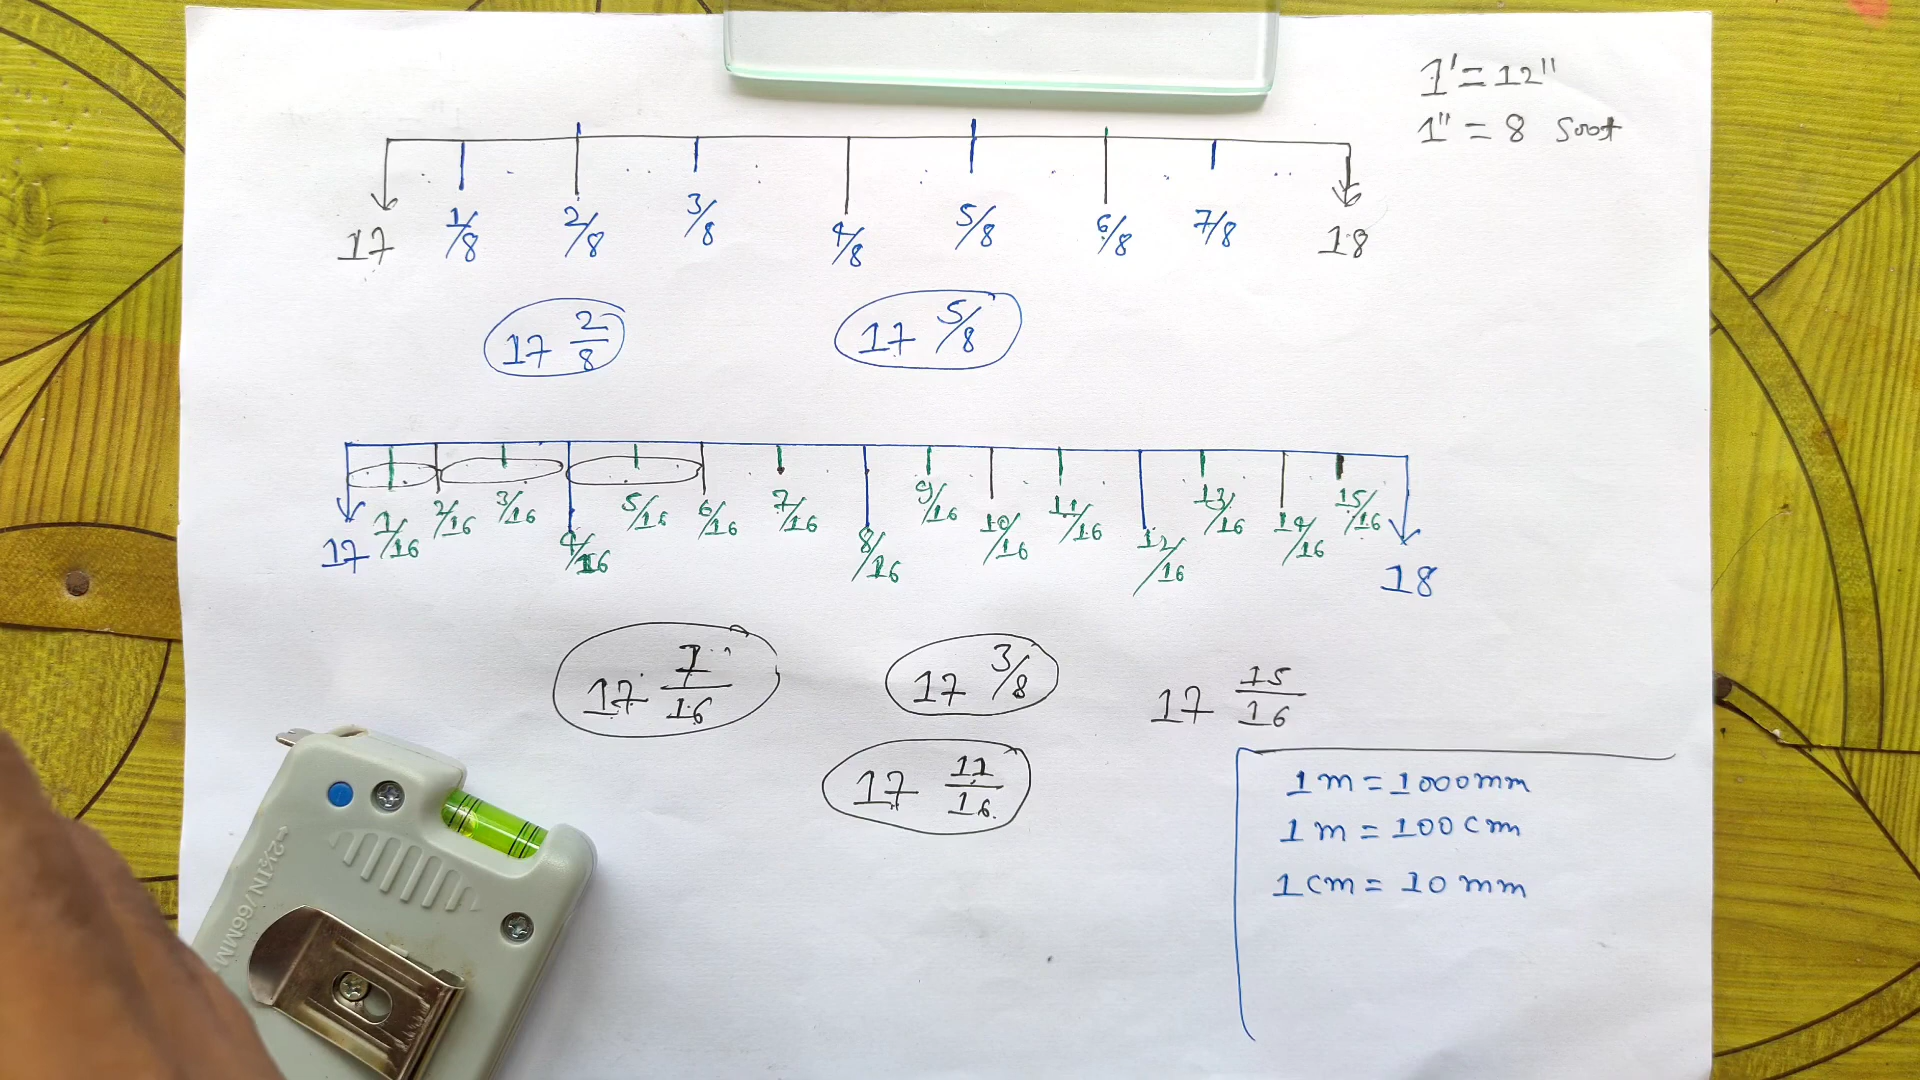 1' = 12"
1" = 8 Soot
17 1/8 2/8 3/8 4/8 5/8 6/8 7/8 18
17 2/8
17 5/8
17 1/16 2/16 3/16 4/16 5/16 6/16 7/16 8/16 9/16 10/16 11/16 12/16 13/16 14/16 15/16 18
17 7/16
17 3/8
17 15/16
17 11/16
1 m = 1000 mm
1 m = 100 cm
1 cm = 10 mm
2½IN/66MM